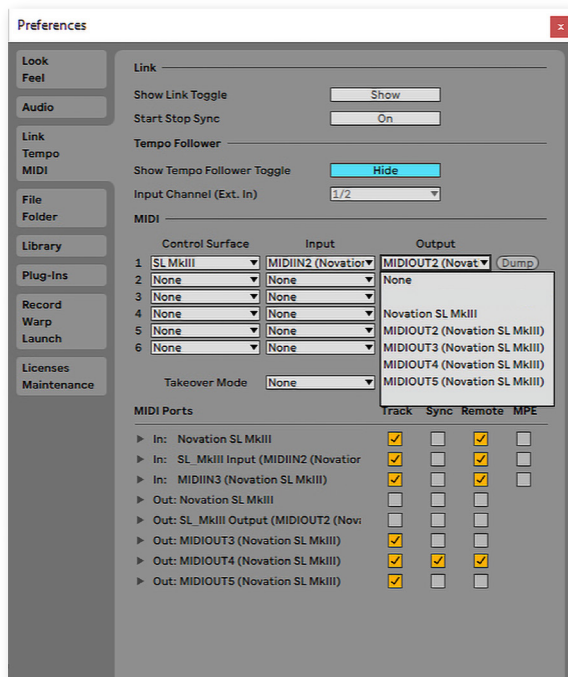 Preferences
x
Look
Feel
Audio
Link
Tempo
MIDI
File
Folder
Library
Plug-Ins
Record
Warp
Launch
Licenses
Maintenance
Link
Show Link Toggle Show
Start Stop Sync On
Tempo Follower
Show Tempo Follower Toggle Hide
Input Channel (Ext. In) 1/2
MIDI
Control Surface Input Output
1 SL MkIII MIDIIN2 (Novation MIDIOUT2 (Novat Dump
2 None None
3 None None
4 None None
5 None None
6 None None
None
Novation SL MkIII
MIDIOUT2 (Novation SL MkIII)
MIDIOUT3 (Novation SL MkIII)
MIDIOUT4 (Novation SL MkIII)
MIDIOUT5 (Novation SL MkIII)
Takeover Mode None
MIDI Ports Track Sync Remote MPE
In: Novation SL MkIII
In: SL_MkIII Input (MIDIIN2 (Novation
In: MIDIIN3 (Novation SL MkIII)
Out: Novation SL MkIII
Out: SL_MkIII Output (MIDIOUT2 (Nova
Out: MIDIOUT3 (Novation SL MkIII)
Out: MIDIOUT4 (Novation SL MkIII)
Out: MIDIOUT5 (Novation SL MkIII)